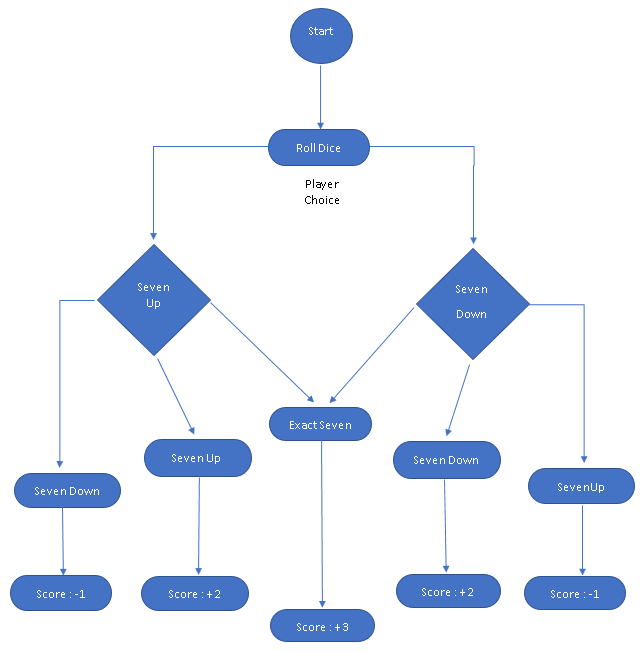 Start
Roll Dice
Player
Choice
Seven
Up
Seven
Down
Exact Seven
Seven Up
Seven Down
Seven Down
SevenUp
Score : -1
Score : +2
Score : +3
Score : +2
Score : -1